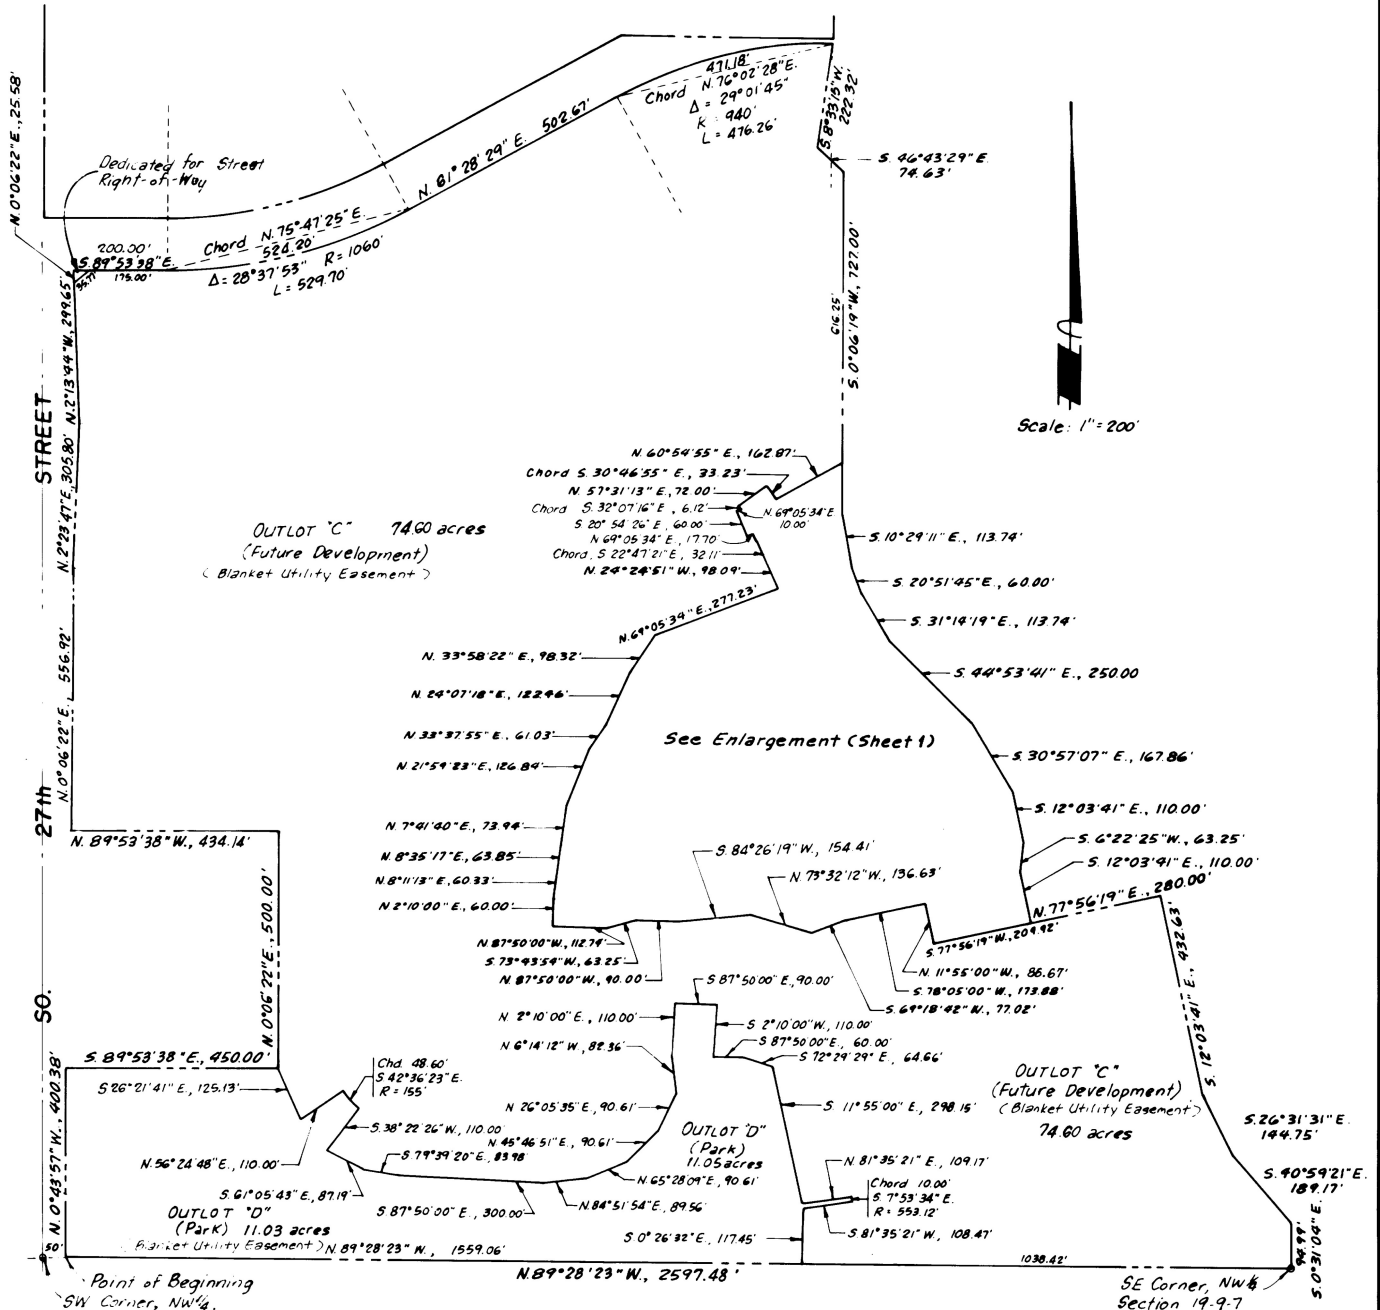 N.0°06'22"E., 25.58'
Dedicated for Street
Right-of-Way
200.00'
S.89°53'38"E.
175.00'
35.77
Chord N.75°47'25"E.
524.20'
Δ = 28°37'53" R = 1060'
L = 529.70'
N. 61° 28' 29" E. 502.67'
471.18'
Chord N.76°02'28"E.
Δ = 29°01'45"
R = 940'
L = 476.26'
S.8°33'15"W.
222.32'
S. 46°43'29"E.
74.63'
S.0°06'19"W., 727.00'
616.25'
Scale: 1"=200'
SO. 27th STREET
N.2°13'44"W., 299.65'
N.2°23'47"E., 305.80'
N.0°06'22"E., 556.92'
OUTLOT "C" 74.60 acres
(Future Development)
(Blanket Utility Easement)
N.60°54'55"E., 162.87'
Chord S.30°46'55"E., 33.23'
N.57°31'13"E., 72.00'
Chord S.32°07'16"E., 6.12'
N.69°05'34"E.
10.00'
S.20°54'26"E., 60.00'
N.69°05'34"E., 17.70'
Chord, S 22°47'21"E., 32.11'
N.24°24'51"W., 98.09'
N.69°05'34"E., 277.23'
S.10°29'11"E., 113.74'
S. 20°51'45"E., 60.00'
S. 31°14'19"E., 113.74'
S. 44°53'41"E., 250.00
N. 33°58'22"E., 98.32'
N. 24°07'18"E., 122.46'
N.33°37'55"E., 61.03'
N.21°59'23"E., 126.84'
See Enlargement (Sheet 1)
S.30°57'07"E., 167.86'
S.12°03'41"E., 110.00'
S.6°22'25"W., 63.25'
S. 12°03'41"E., 110.00'
N.77°56'19"E., 280.00'
N. 7°41'40"E., 73.94'
N.8°35'17"E., 63.85'
N.8°11'13"E., 60.33'
N.2°10'00"E., 60.00'
S.84°26'19"W., 154.41'
N.73°32'12"W., 136.63'
N. 89°53'38"W., 434.14'
N.0°06'22"E., 500.00'
N.87°50'00"W., 112.79'
S.73°43'54"W., 63.25'
N.87°50'00"W., 90.00'
S.77°56'19"W., 209.92'
N.11°55'00"W., 86.67'
S.78°05'00"W., 173.88'
S.69°18'42"W., 77.02'
S 87°50'00"E., 90.00'
N. 2°10'00"E., 110.00'
S 2°10'00"W., 110.00'
S 87°50'00"E., 60.00'
S 72°29'29"E., 64.66'
N 6°14'12"W., 82.36'
S. 12°03'41"E., 432.63'
S. 89°53'38"E., 450.00'
S 26°21'41"E., 125.13'
Chd. 48.60'
S 42°36'23"E.
R = 155'
N 26°05'35"E., 90.61'
S. 11°55'00"E., 298.15'
OUTLOT "C"
(Future Development)
(Blanket Utility Easement)
74.60 acres
N.0°43'57"W., 400.38'
S.38°22'26"W., 110.00'
N.45°46'51"E., 90.61'
OUTLOT "D"
(Park)
11.05 acres
N.56°24'48"E., 110.00'
S.79°39'20"E., 83.98'
N.65°28'09"E., 90.61'
N.81°35'21"E., 109.17'
Chord 10.00'
S.7°53'34"E.
R = 553.12'
S.26°31'31"E.
144.75'
S.40°59'21"E.
189.17'
S.61°05'43"E., 87.19'
S 87°50'00"E., 300.00'
N.84°51'54"E., 89.56'
S.81°35'21"W., 108.47'
OUTLOT "D"
(Park) 11.03 acres
(Blanket Utility Easement)
N.89°28'23"W., 1559.06'
S.0°26'32"E., 117.45'
94.99'
S.0°31'04"E.
50'
N.89°28'23"W., 2597.48'
1038.42'
Point of Beginning
SW Corner, NW 1/4.
SE Corner, NW 1/4
Section 19-9-7